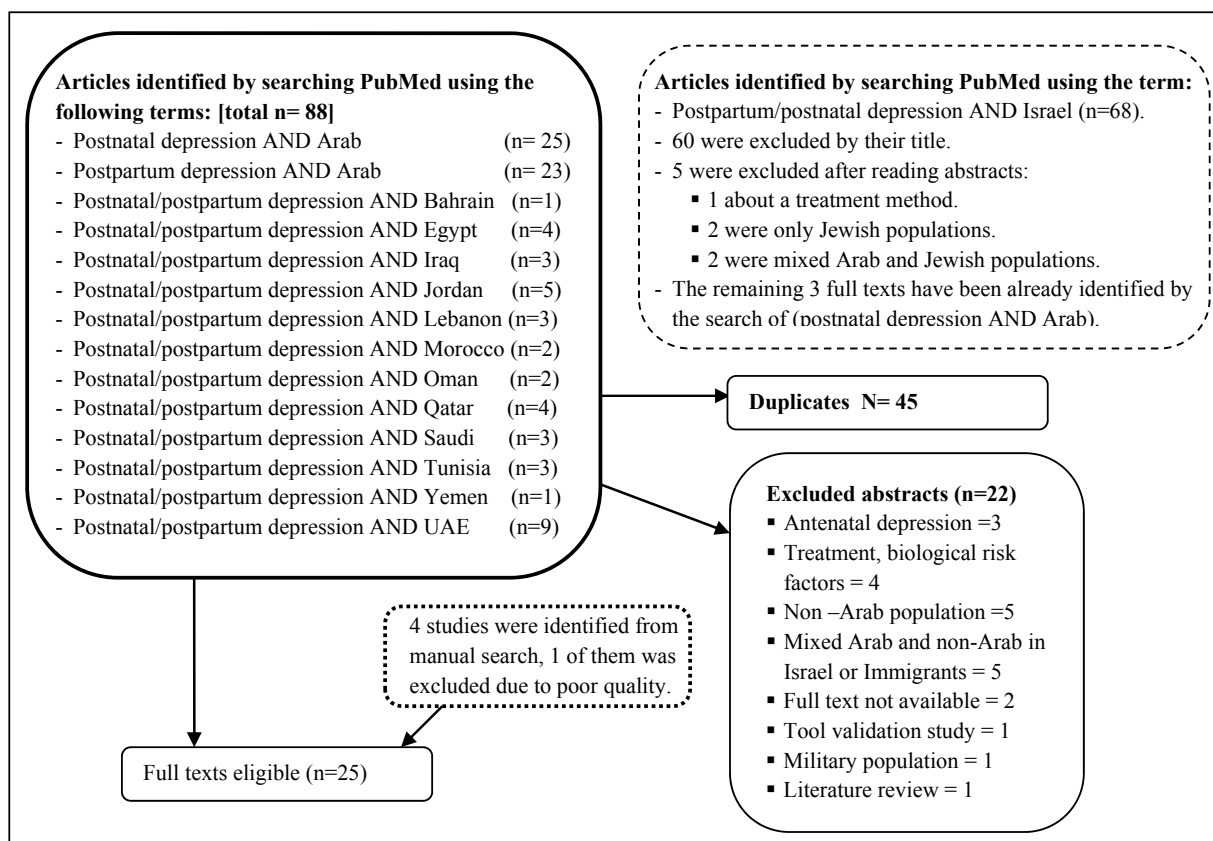 Articles identified by searching PubMed using the
following terms: [total n= 88]
- Postnatal depression AND Arab (n= 25)
- Postpartum depression AND Arab (n= 23)
- Postnatal/postpartum depression AND Bahrain (n=1)
- Postnatal/postpartum depression AND Egypt (n=4)
- Postnatal/postpartum depression AND Iraq (n=3)
- Postnatal/postpartum depression AND Jordan (n=5)
- Postnatal/postpartum depression AND Lebanon (n=3)
- Postnatal/postpartum depression AND Morocco (n=2)
- Postnatal/postpartum depression AND Oman (n=2)
- Postnatal/postpartum depression AND Qatar (n=4)
- Postnatal/postpartum depression AND Saudi (n=3)
- Postnatal/postpartum depression AND Tunisia (n=3)
- Postnatal/postpartum depression AND Yemen (n=1)
- Postnatal/postpartum depression AND UAE (n=9)
Articles identified by searching PubMed using the term:
- Postpartum/postnatal depression AND Israel (n=68).
- 60 were excluded by their title.
- 5 were excluded after reading abstracts:
▪ 1 about a treatment method.
▪ 2 were only Jewish populations.
▪ 2 were mixed Arab and Jewish populations.
- The remaining 3 full texts have been already identified by
the search of (postnatal depression AND Arab).
Duplicates N= 45
Excluded abstracts (n=22)
▪ Antenatal depression =3
▪ Treatment, biological risk
factors = 4
▪ Non –Arab population =5
▪ Mixed Arab and non-Arab in
Israel or Immigrants = 5
▪ Full text not available = 2
▪ Tool validation study = 1
▪ Military population = 1
▪ Literature review = 1
4 studies were identified from
manual search, 1 of them was
excluded due to poor quality.
Full texts eligible (n=25)